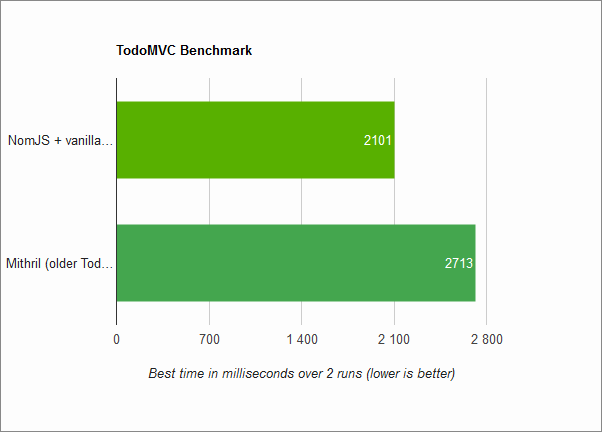 TodoMVC Benchmark
NomJS + vanilla...
2101
Mithril (older Tod...
2713
0 700 1 400 2 100 2 800
Best time in milliseconds over 2 runs (lower is better)